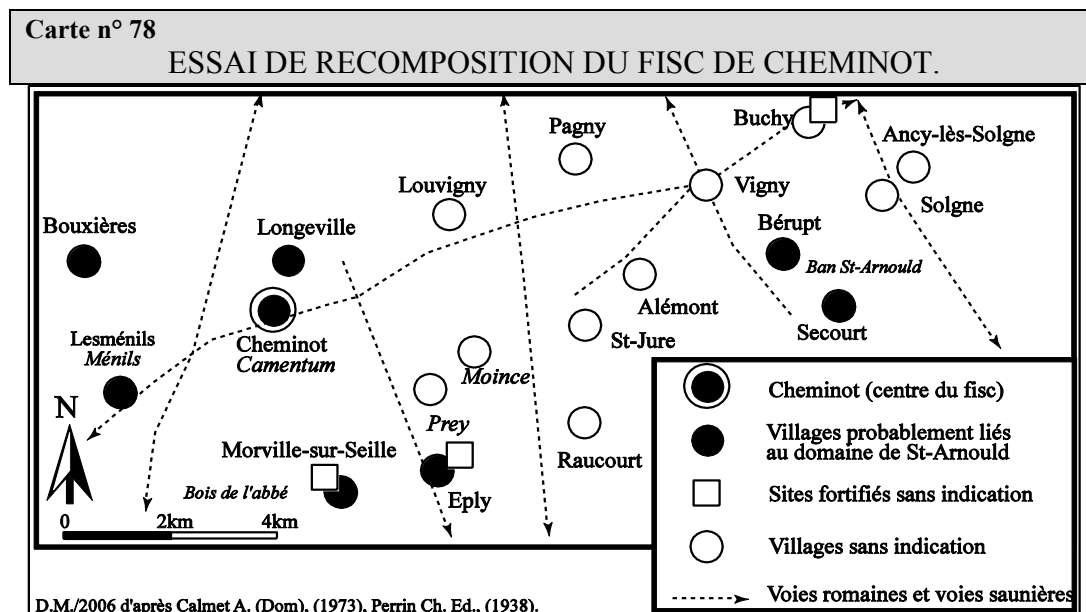 Carte n° 78
ESSAI DE RECOMPOSITION DU FISC DE CHEMINOT.
Buchy
Pagny
Ancy-lès-Solgne
Louvigny
Vigny
Solgne
Bouxières
Longeville
Bérupt
Ban St-Arnould
Alémont
Secourt
St-Jure
Lesménils
Ménils
Cheminot
Camentum
Moince
Prey
N
Morville-sur-Seille
Raucourt
Bois de l'abbé
Eply
0 2km 4km
Cheminot (centre du fisc)
Villages probablement liés
au domaine de St-Arnould
Sites fortifiés sans indication
Villages sans indication
Voies romaines et voies saunières
D.M./2006 d'après Calmet A. (Dom), (1973), Perrin Ch. Ed., (1938).